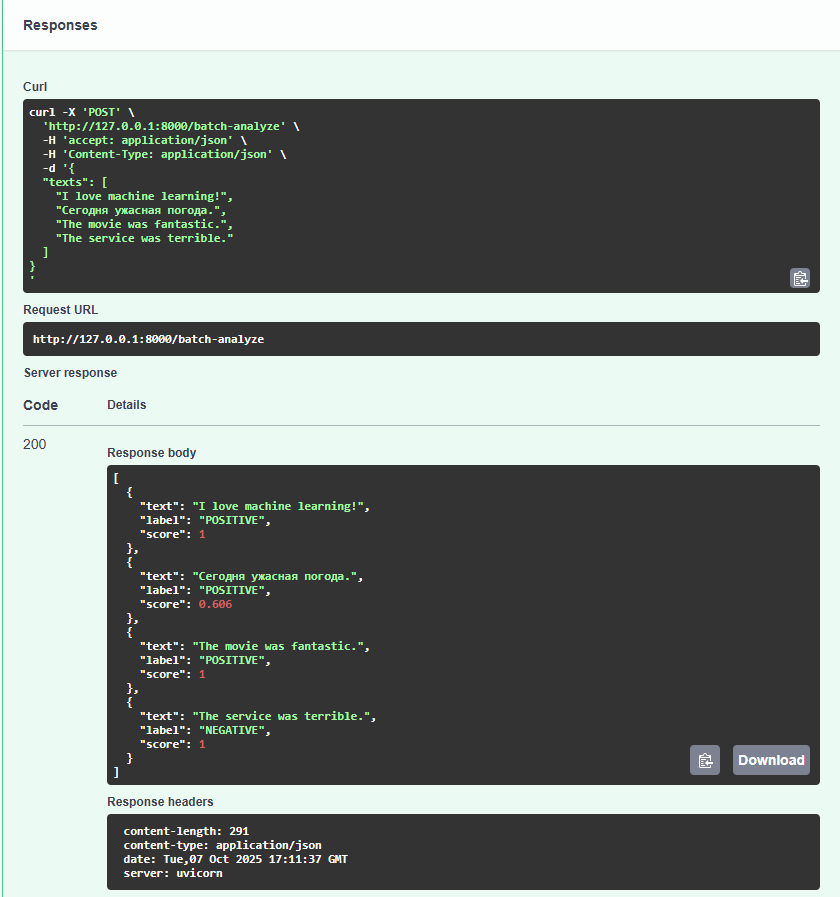 Responses
Curl
curl -X 'POST' \
  'http://127.0.0.1:8000/batch-analyze' \
  -H 'accept: application/json' \
  -H 'Content-Type: application/json' \
  -d '{
  "texts": [
    "I love machine learning!",
    "Сегодня ужасная погода.",
    "The movie was fantastic.",
    "The service was terrible."
  ]
}
'
Request URL
http://127.0.0.1:8000/batch-analyze
Server response
Code Details
200
Response body
[
  {
    "text": "I love machine learning!",
    "label": "POSITIVE",
    "score": 1
  },
  {
    "text": "Сегодня ужасная погода.",
    "label": "POSITIVE",
    "score": 0.606
  },
  {
    "text": "The movie was fantastic.",
    "label": "POSITIVE",
    "score": 1
  },
  {
    "text": "The service was terrible.",
    "label": "NEGATIVE",
    "score": 1
  }
]
Download
Response headers
content-length: 291
content-type: application/json
date: Tue,07 Oct 2025 17:11:37 GMT
server: uvicorn